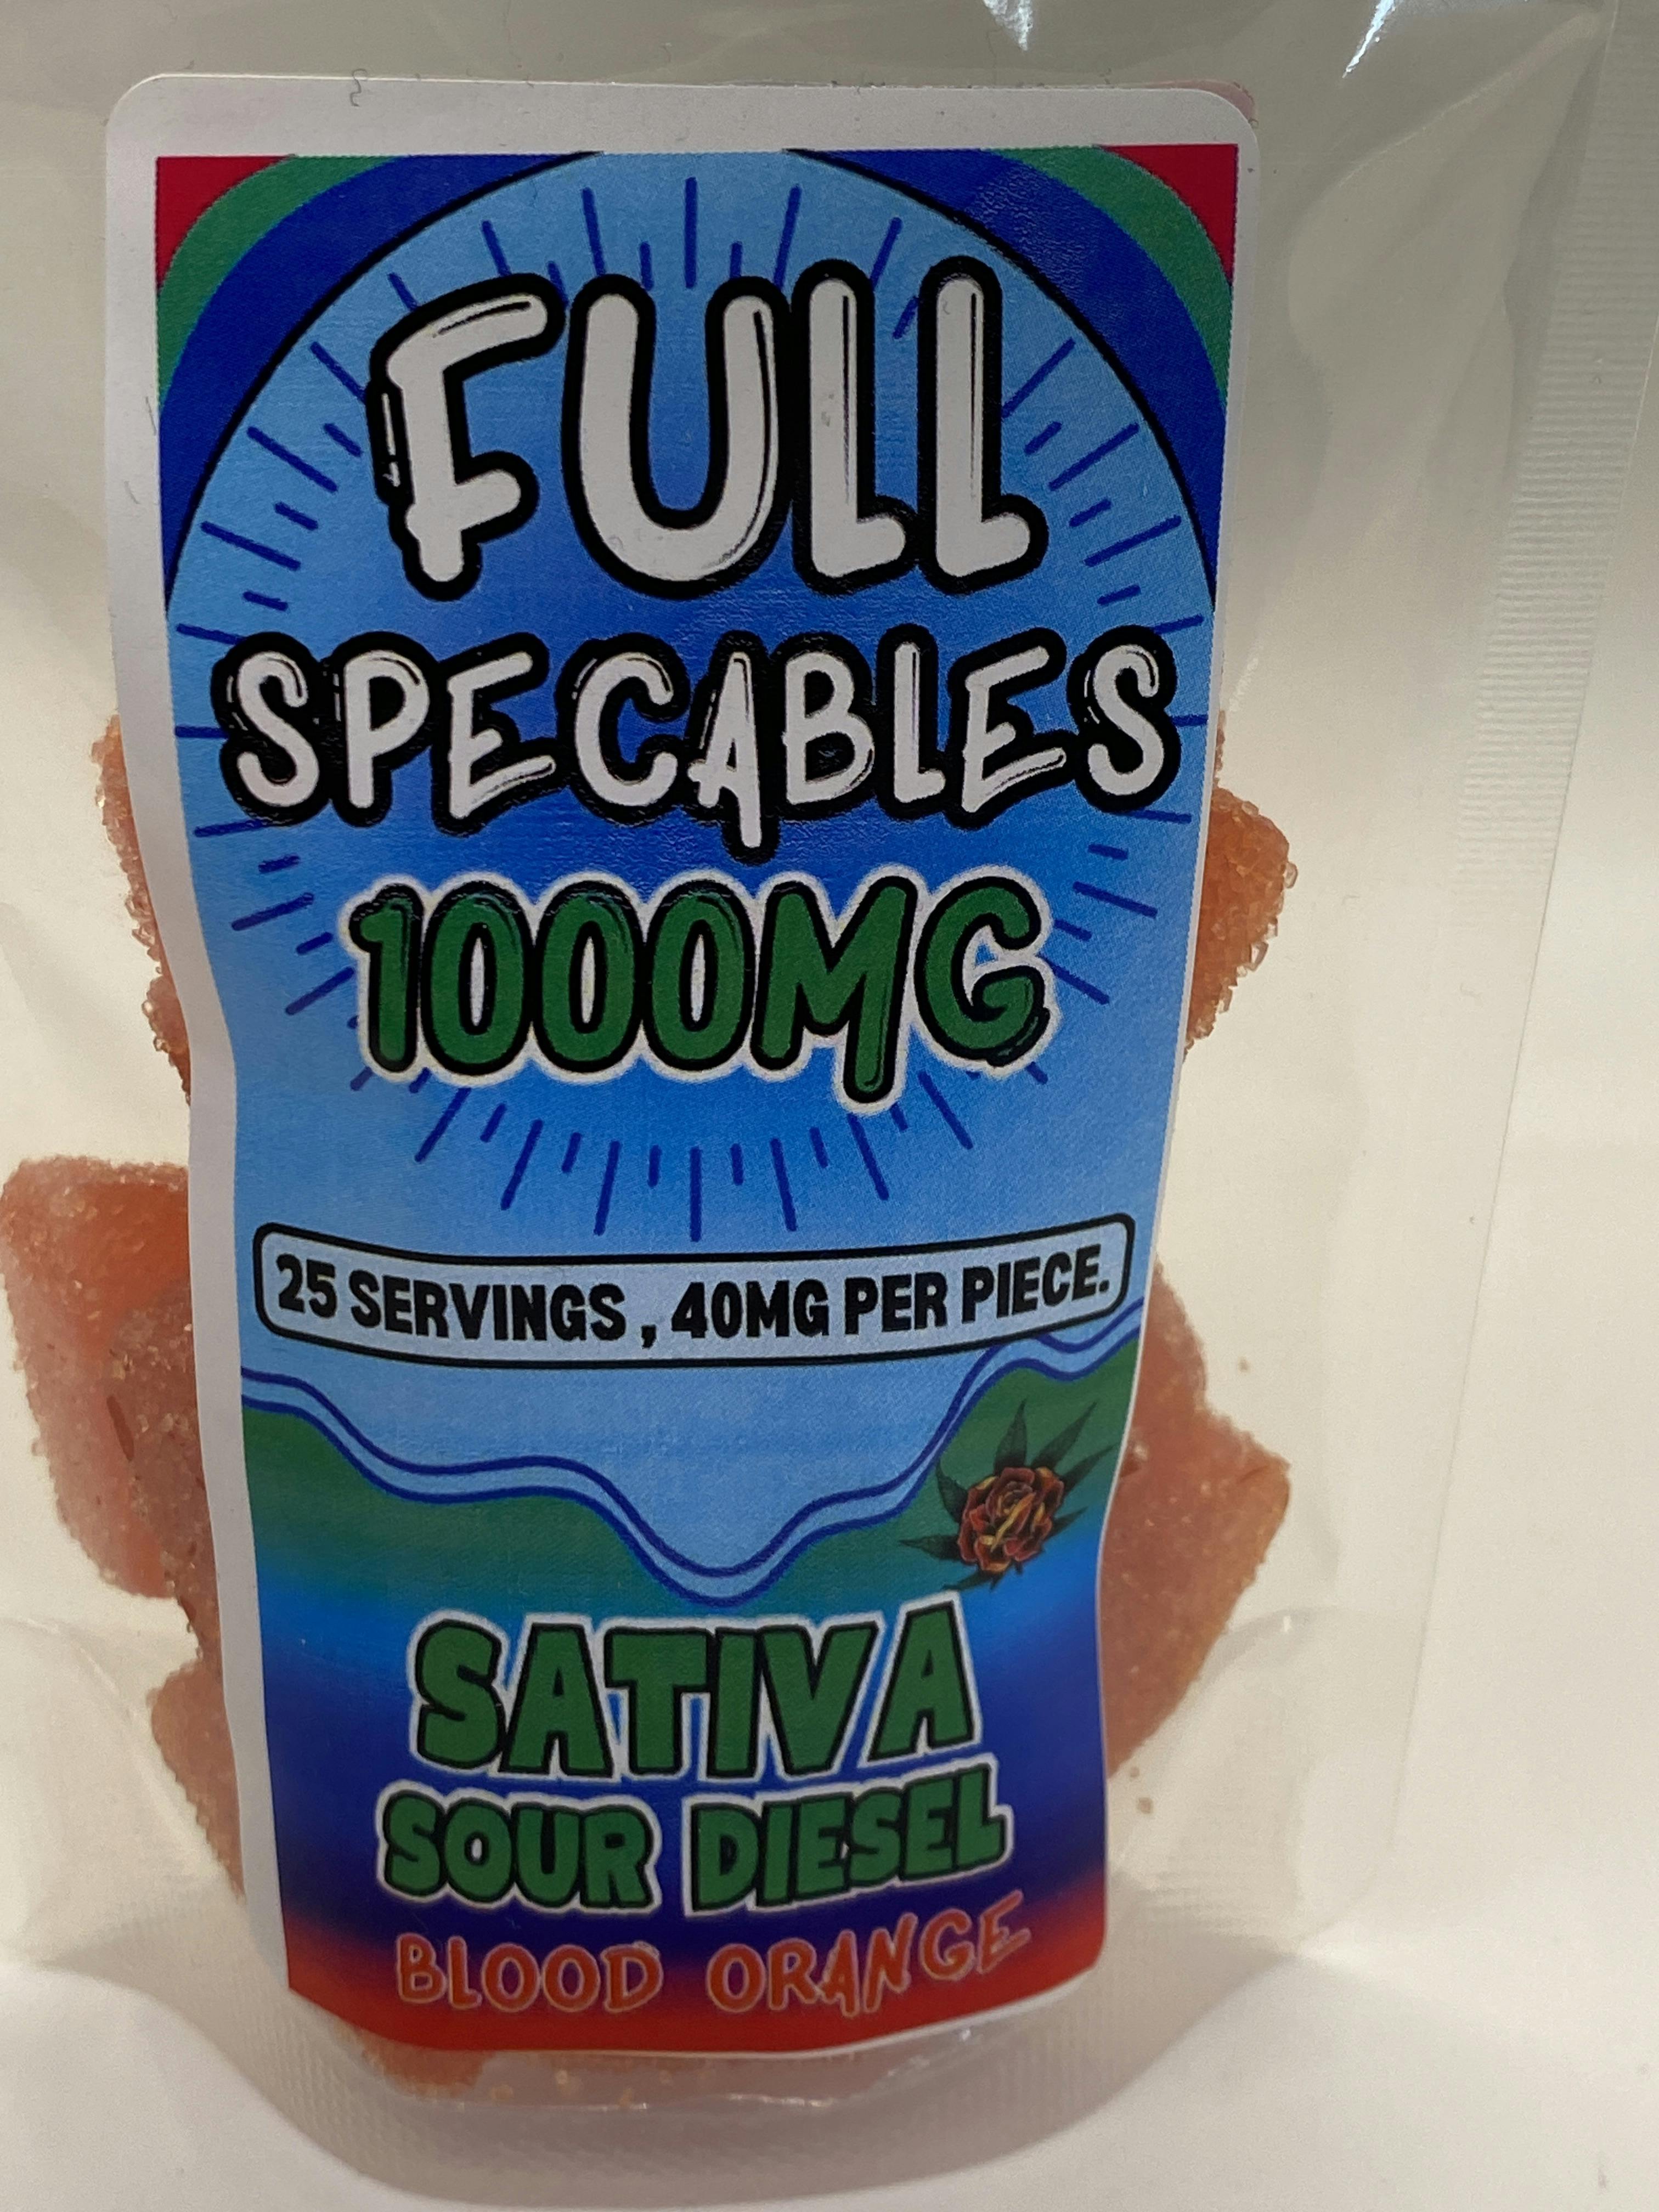 FULL
SPECABLES
1000MG
25 SERVINGS , 40MG PER PIECE.
SATIVA
SOUR DIESEL
BLOOD ORANGE